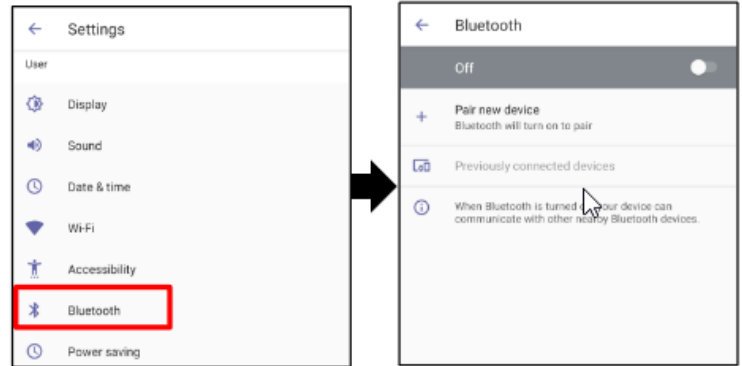 Settings
User
Display
Sound
Date & time
Wi-Fi
Accessibility
Bluetooth
Power saving
Bluetooth
Off
Pair new device
Bluetooth will turn on to pair
Previously connected devices
When Bluetooth is turned your device can
communicate with other nearby Bluetooth devices.